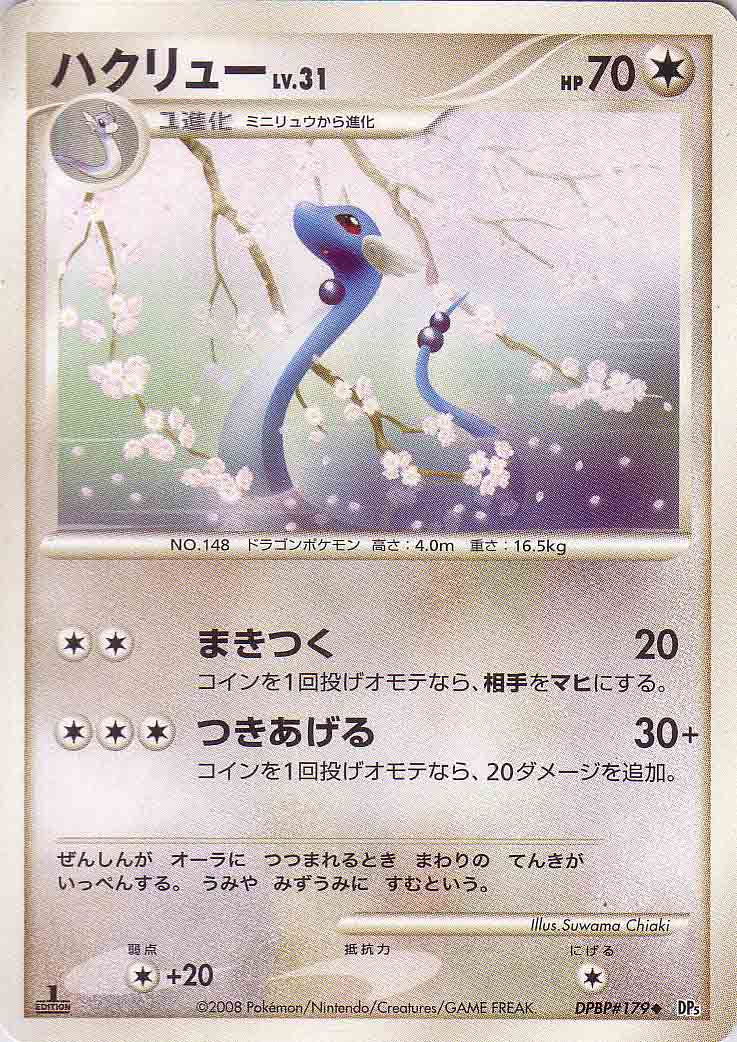 ハクリュー LV.31 HP 70
1進化 ミニリュウから進化
NO.148 ドラゴンポケモン 高さ:4.0m 重さ:16.5kg
まきつく 20
コインを1回投げオモテなら、相手をマヒにする。
つきあげる 30+
コインを1回投げオモテなら、20ダメージを追加。
ぜんしんが オーラに つつまれるとき まわりの てんきが
いっぺんする。 うみや みずうみに すむという。
Illus.Suwama Chiaki
弱点 抵抗力 にげる
+20
1 EDITION ©2008 Pokémon/Nintendo/Creatures/GAME FREAK. DPBP#179◆ DP5